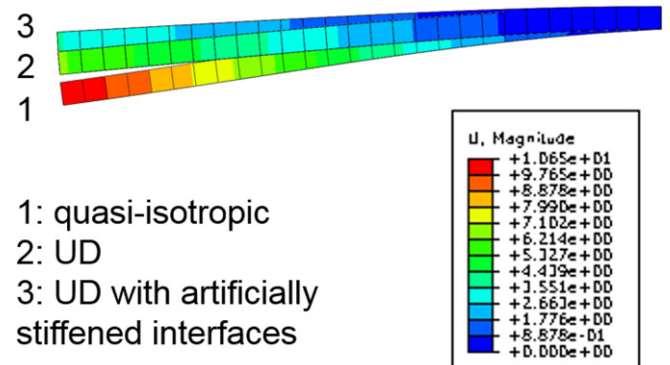 3
2
1
U, Magnitude
+1.065e+01
+9.765e+00
+8.878e+00
+7.990e+00
+7.102e+00
+6.214e+00
+5.327e+00
+4.439e+00
+3.551e+00
+2.663e+00
+1.776e+00
+8.878e-01
+0.000e+00
1: quasi-isotropic
2: UD
3: UD with artificially
stiffened interfaces